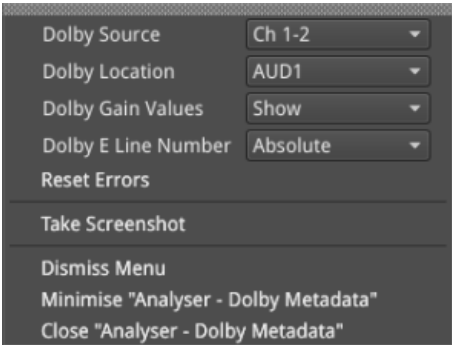 Dolby Source Ch 1-2
Dolby Location AUD1
Dolby Gain Values Show
Dolby E Line Number Absolute
Reset Errors
Take Screenshot
Dismiss Menu
Minimise "Analyser - Dolby Metadata"
Close "Analyser - Dolby Metadata"